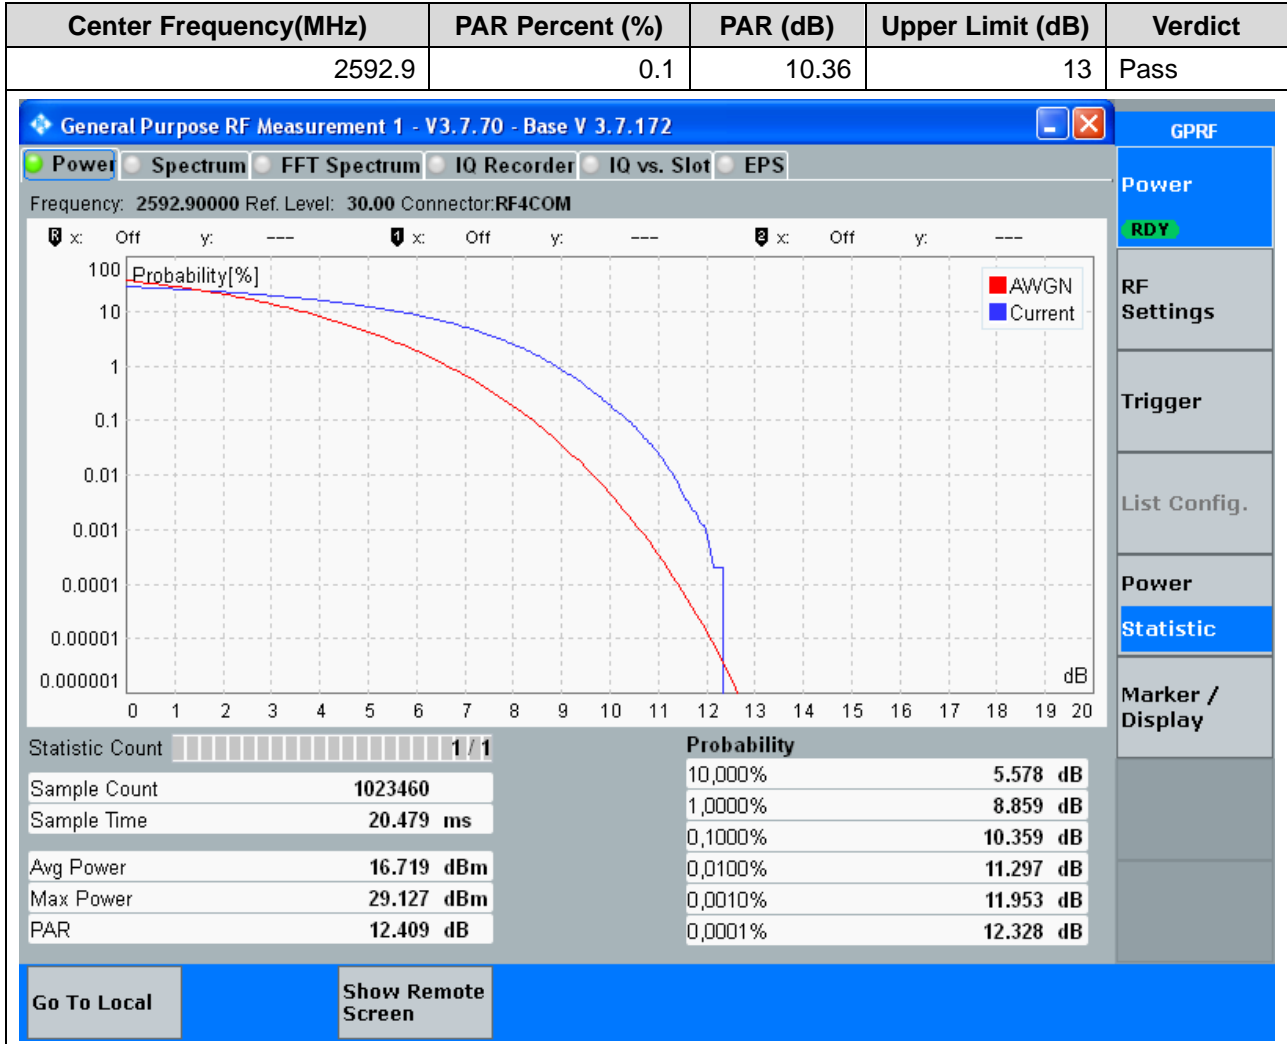 Center Frequency(MHz) PAR Percent (%) PAR (dB) Upper Limit (dB) Verdict
2592.9 0.1 10.36 13 Pass
General Purpose RF Measurement 1 - V3.7.70 - Base V 3.7.172
GPRF
Power Spectrum FFT Spectrum IQ Recorder IQ vs. Slot EPS
Frequency: 2592.90000 Ref. Level: 30.00 Connector:RF4COM
R x: Off y: --- 1 x: Off y: --- 2 x: Off y: ---
Probability[%]
AWGN
Current
100
10
1
0.1
0.01
0.001
0.0001
0.00001
0.000001
dB
0 1 2 3 4 5 6 7 8 9 10 11 12 13 14 15 16 17 18 19 20
Statistic Count 1 / 1
Sample Count 1023460
Sample Time 20.479 ms
Avg Power 16.719 dBm
Max Power 29.127 dBm
PAR 12.409 dB
Probability
10,000% 5.578 dB
1,0000% 8.859 dB
0,1000% 10.359 dB
0,0100% 11.297 dB
0,0010% 11.953 dB
0,0001% 12.328 dB
Power
RDY
RF
Settings
Trigger
List Config.
Power
Statistic
Marker /
Display
Go To Local
Show Remote
Screen